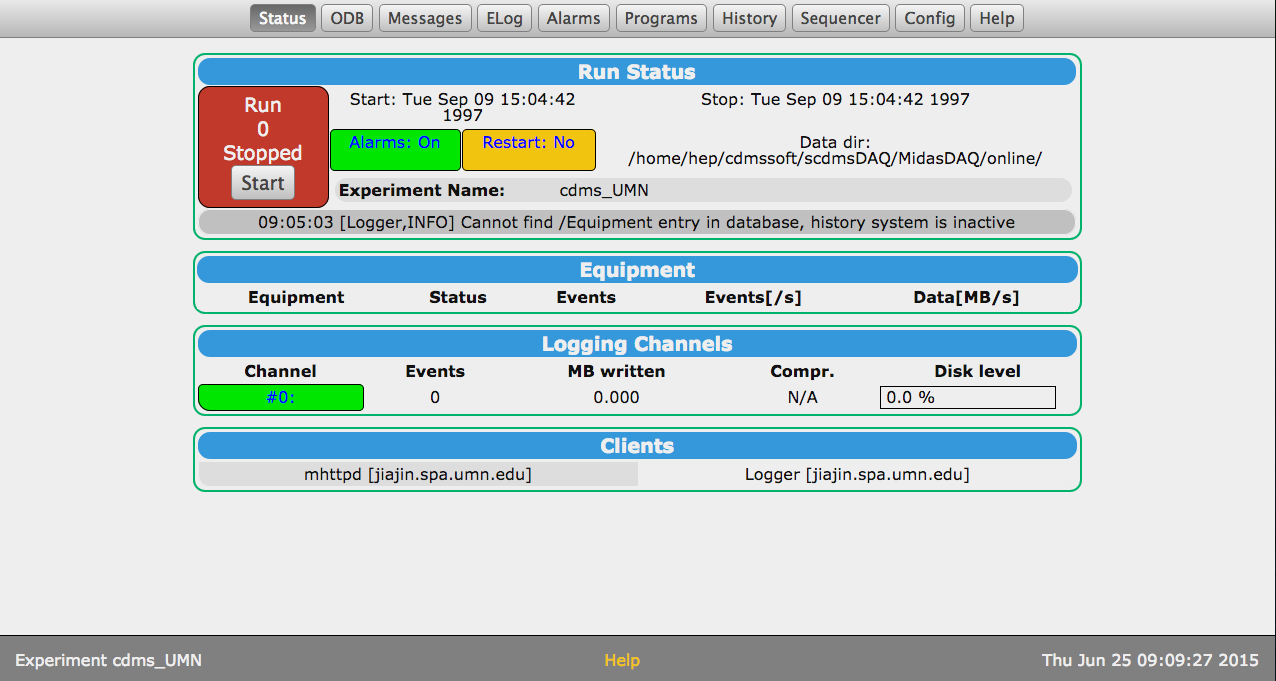 Status ODB Messages ELog Alarms Programs History Sequencer Config Help
Run Status
Run
0
Stopped
Start
Start: Tue Sep 09 15:04:42
1997
Stop: Tue Sep 09 15:04:42 1997
Alarms: On
Restart: No
Data dir:
/home/hep/cdmssoft/scdmsDAQ/MidasDAQ/online/
Experiment Name: cdms_UMN
09:05:03 [Logger,INFO] Cannot find /Equipment entry in database, history system is inactive
Equipment
Equipment Status Events Events[/s] Data[MB/s]
Logging Channels
Channel Events MB written Compr. Disk level
#0: 0 0.000 N/A 0.0 %
Clients
mhttpd [jiajin.spa.umn.edu] Logger [jiajin.spa.umn.edu]
Experiment cdms_UMN Help Thu Jun 25 09:09:27 2015